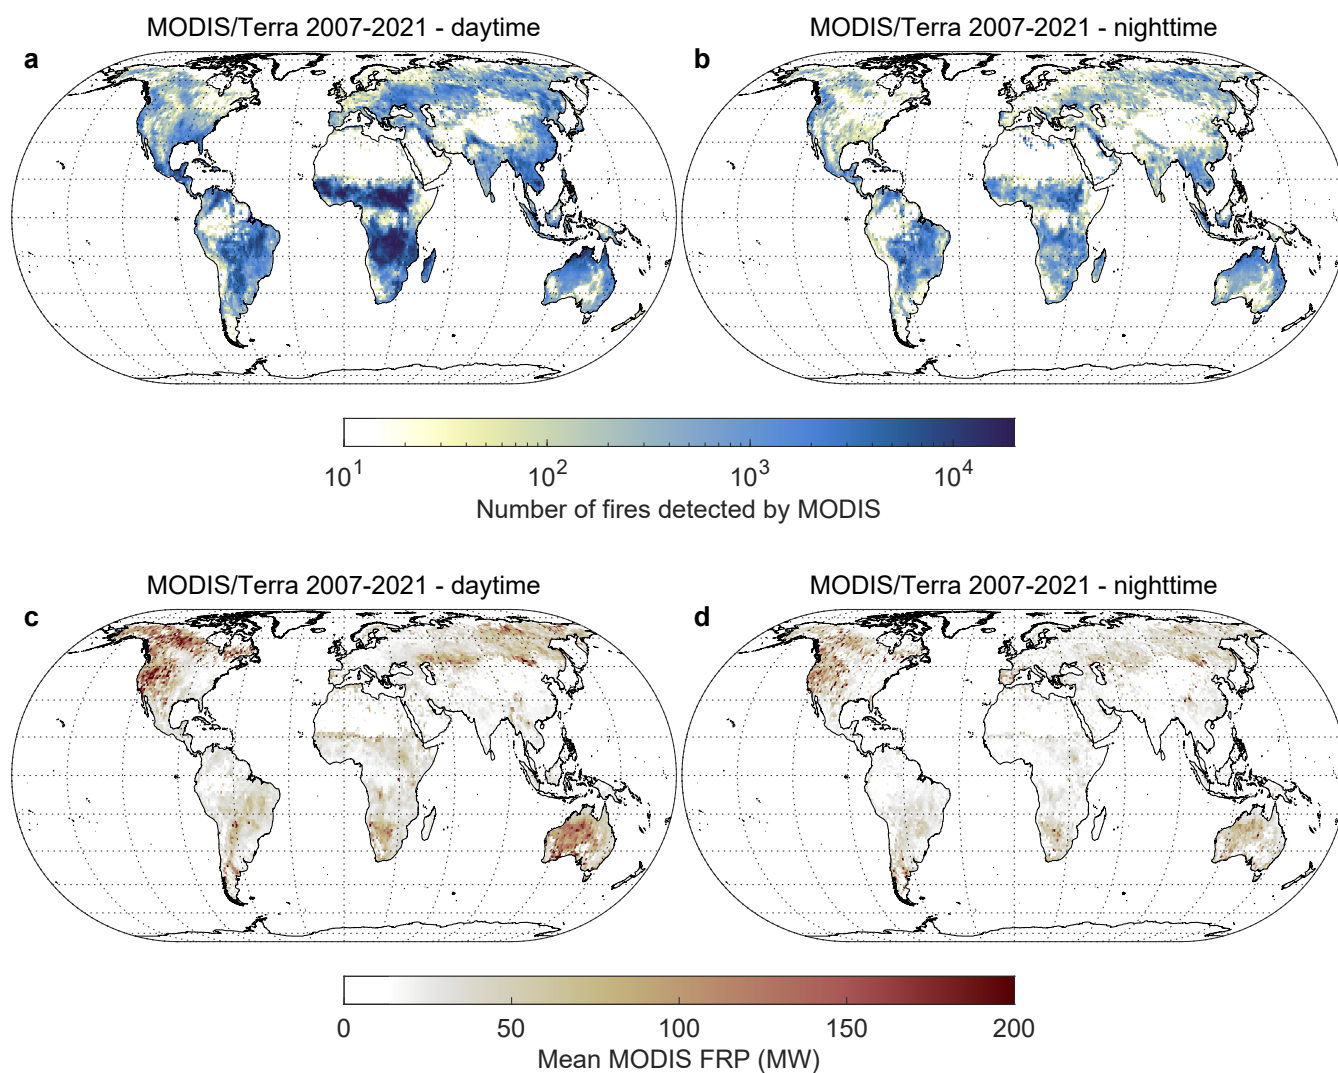 MODIS/Terra 2007-2021 - daytime
MODIS/Terra 2007-2021 - nighttime
a
b
10^1 10^2 10^3 10^4
Number of fires detected by MODIS
MODIS/Terra 2007-2021 - daytime
MODIS/Terra 2007-2021 - nighttime
c
d
0 50 100 150 200
Mean MODIS FRP (MW)